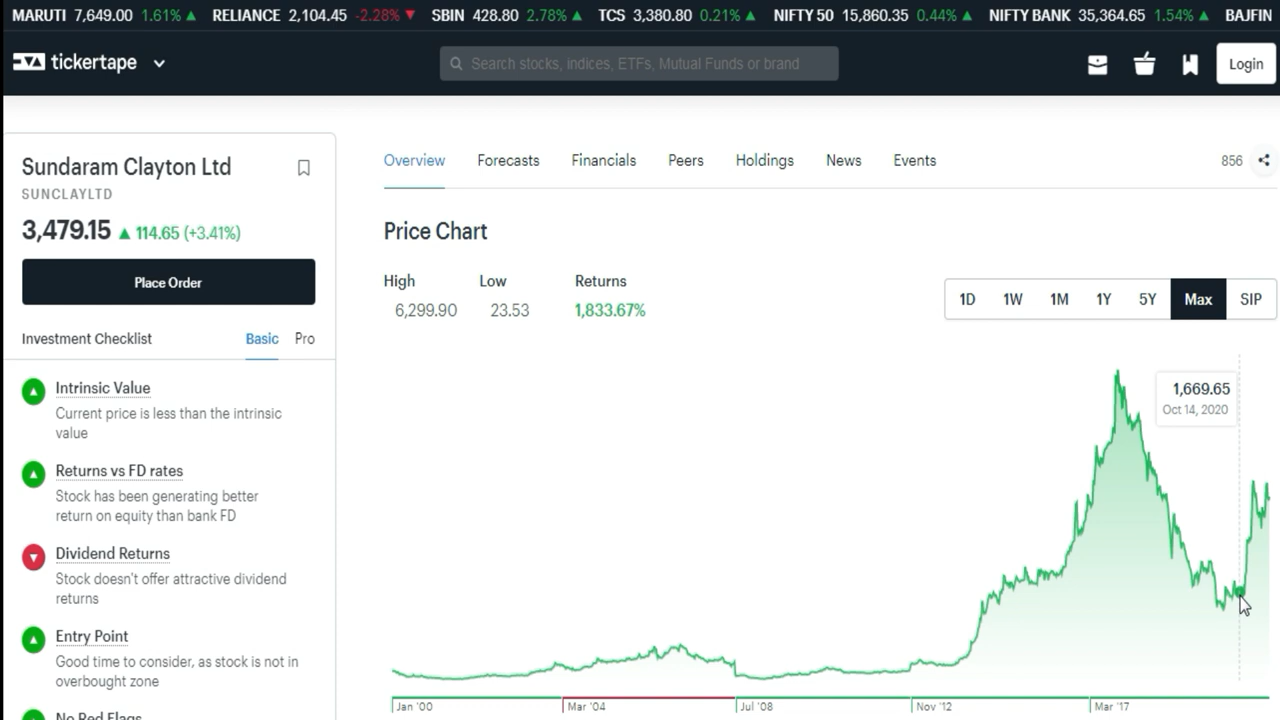 MARUTI 7,649.00 1.61% ▲ RELIANCE 2,104.45 -2.28% ▼ SBIN 428.80 2.78% ▲ TCS 3,380.80 0.21% ▲ NIFTY 50 15,860.35 0.44% ▲ NIFTY BANK 35,364.65 1.54% ▲ BAJFIN
tickertape
Search stocks, indices, ETFs, Mutual Funds or brand
Login
Sundaram Clayton Ltd
SUNCLAYLTD
3,479.15 ▲ 114.65 (+3.41%)
Place Order
Investment Checklist Basic Pro
Intrinsic Value
Current price is less than the intrinsic
value
Returns vs FD rates
Stock has been generating better
return on equity than bank FD
Dividend Returns
Stock doesn't offer attractive dividend
returns
Entry Point
Good time to consider, as stock is not in
overbought zone
No Red Flags
Overview Forecasts Financials Peers Holdings News Events 856
Price Chart
High Low Returns
6,299.90 23.53 1,833.67%
1D 1W 1M 1Y 5Y Max SIP
1,669.65
Oct 14, 2020
Jan '00 Mar '04 Jul '08 Nov '12 Mar '17